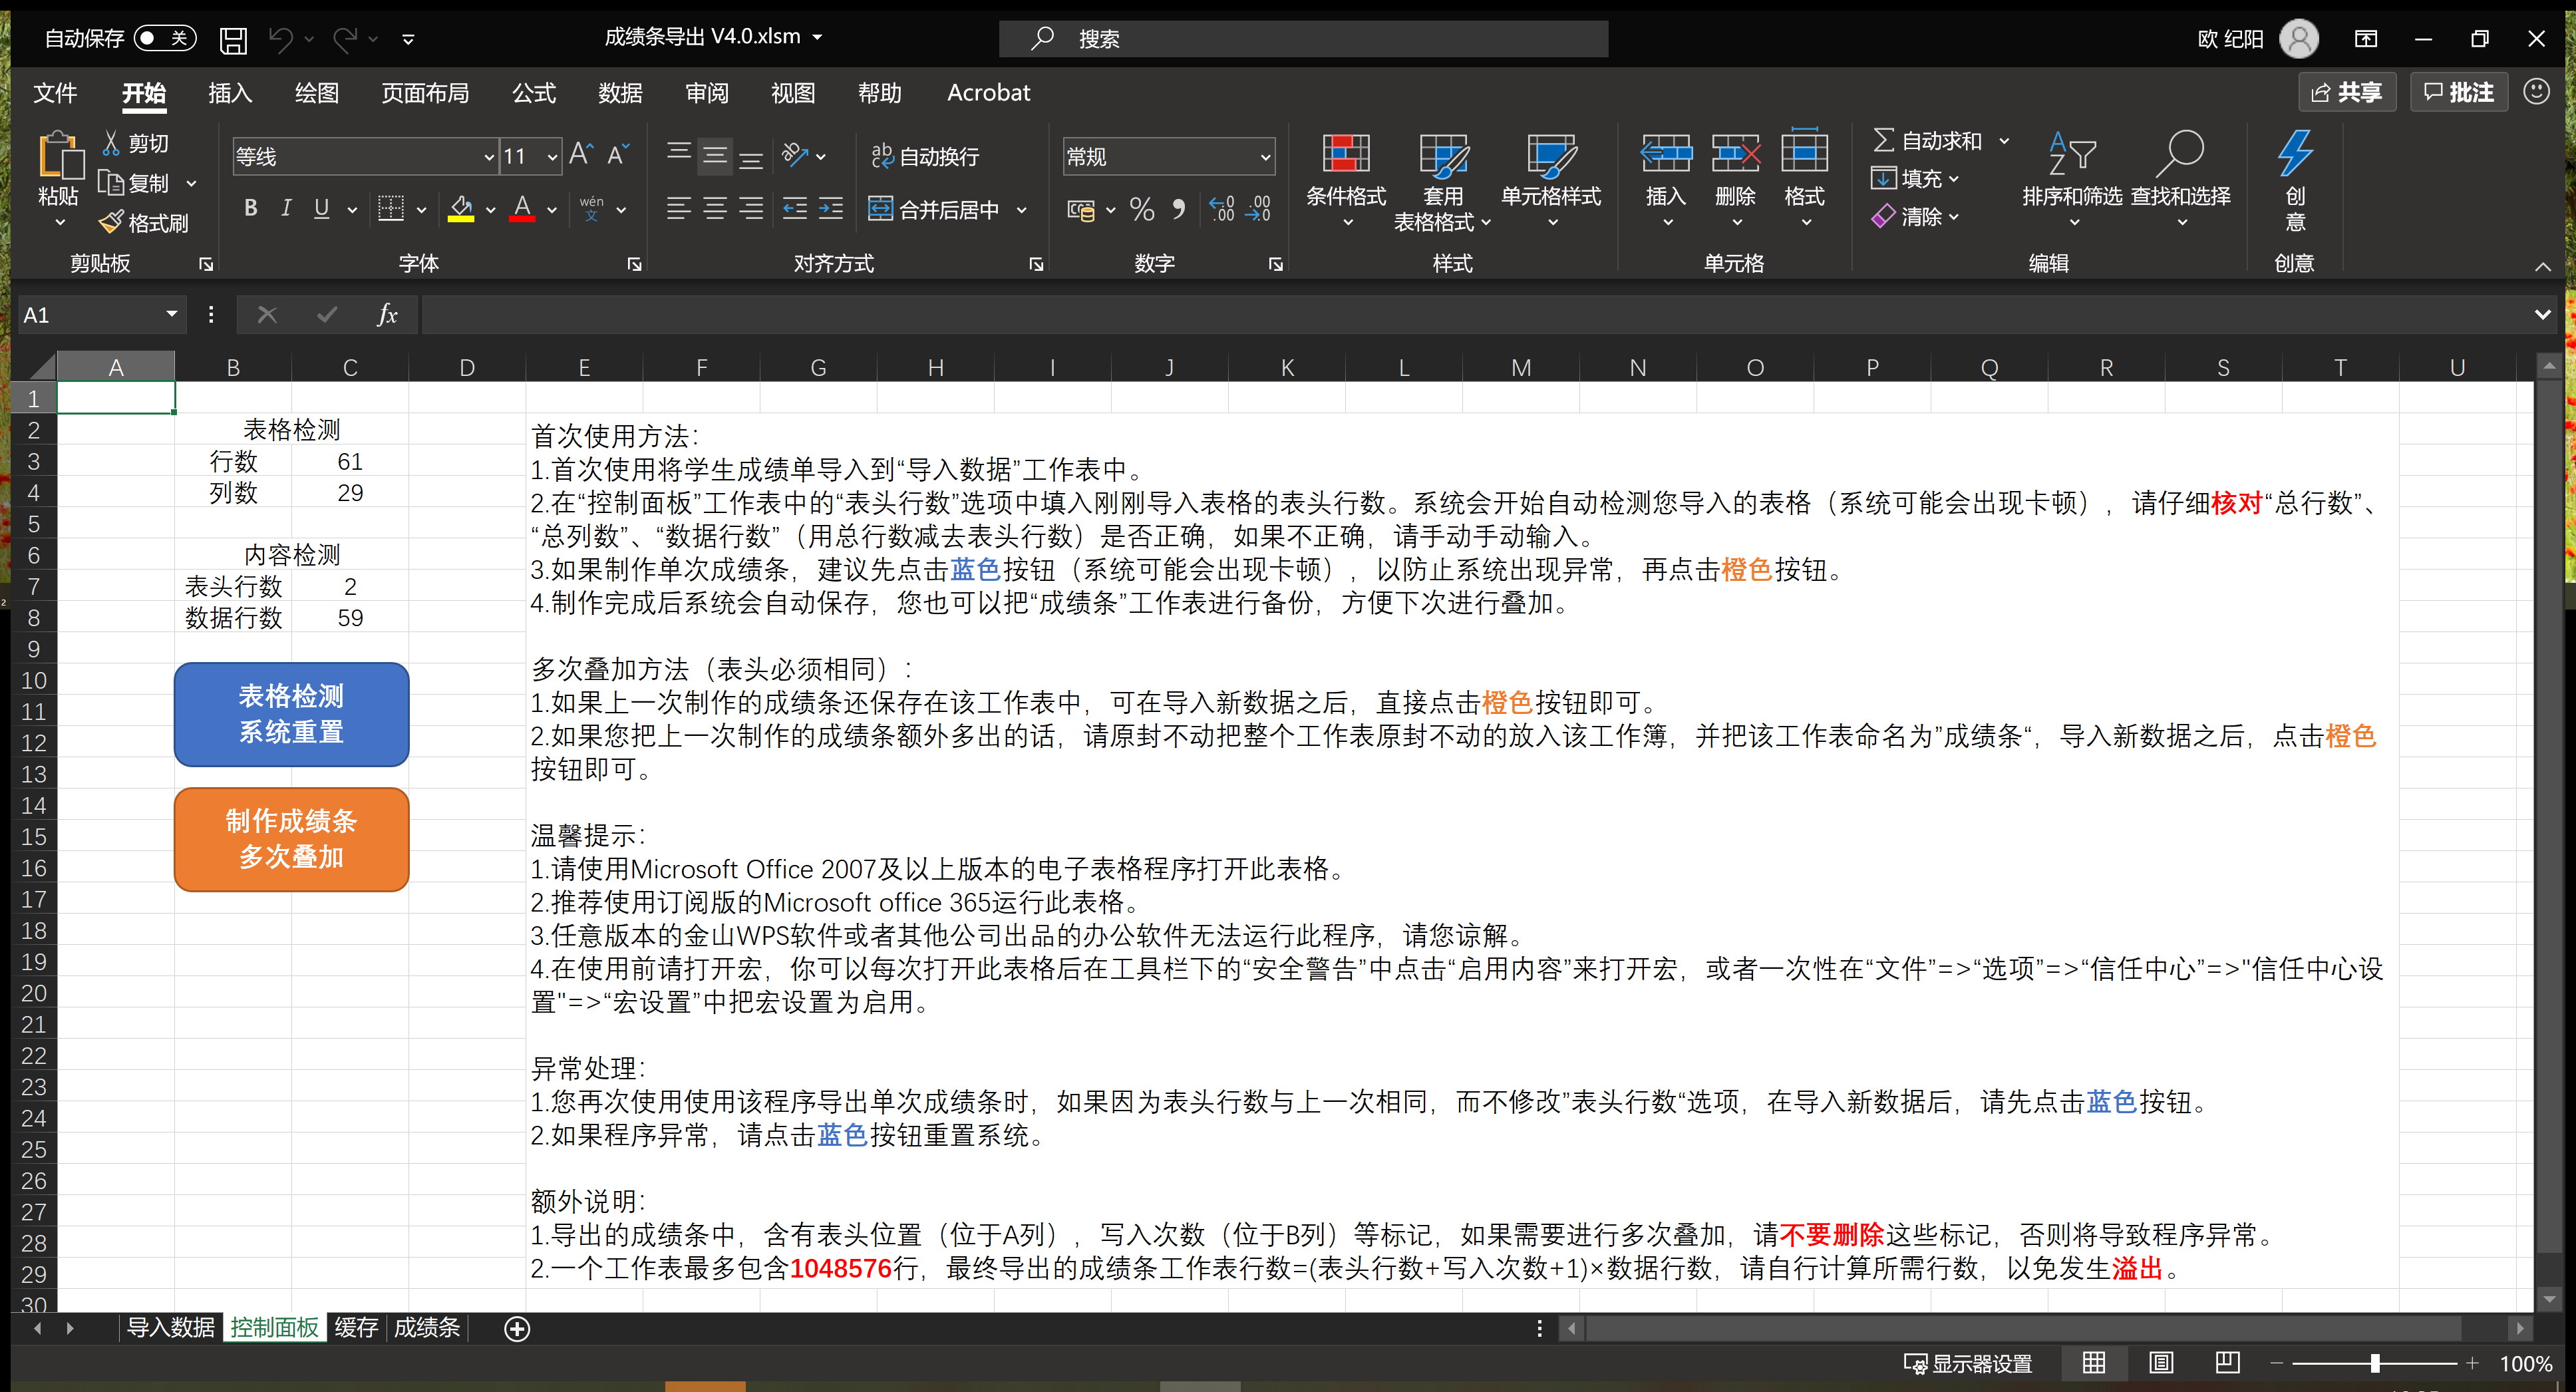 自动保存 关 成绩条导出 V4.0.xlsm 搜索 欧 纪阳
文件 开始 插入 绘图 页面布局 公式 数据 审阅 视图 帮助 Acrobat 共享 批注
粘贴 剪切 复制 格式刷 剪贴板
等线 11 B I U wén 文 字体
自动换行 合并后居中 对齐方式
常规 % 数字
条件格式 套用 表格格式 单元格样式 样式
插入 删除 格式 单元格
自动求和 填充 清除 排序和筛选 查找和选择 编辑
创意 创意
A1 fx
A B C D E F G H I J K L M N O P Q R S T U
1
2 表格检测
3 行数 61
4 列数 29
5
6 内容检测
7 表头行数 2
8 数据行数 59
9
10
11
12
13
14
15
16
17
18
19
20
21
22
23
24
25
26
27
28
29
30
表格检测
系统重置
制作成绩条
多次叠加
首次使用方法：
1.首次使用将学生成绩单导入到“导入数据”工作表中。
2.在“控制面板”工作表中的“表头行数”选项中填入刚刚导入表格的表头行数。系统会开始自动检测您导入的表格（系统可能会出现卡顿），请仔细核对“总行数”、
“总列数”、“数据行数”（用总行数减去表头行数）是否正确，如果不正确，请手动手动输入。
3.如果制作单次成绩条，建议先点击蓝色按钮（系统可能会出现卡顿），以防止系统出现异常，再点击橙色按钮。
4.制作完成后系统会自动保存，您也可以把“成绩条”工作表进行备份，方便下次进行叠加。
多次叠加方法（表头必须相同）：
1.如果上一次制作的成绩条还保存在该工作表中，可在导入新数据之后，直接点击橙色按钮即可。
2.如果您把上一次制作的成绩条额外多出的话，请原封不动把整个工作表原封不动的放入该工作簿，并把该工作表命名为”成绩条“，导入新数据之后，点击橙色
按钮即可。
温馨提示：
1.请使用Microsoft Office 2007及以上版本的电子表格程序打开此表格。
2.推荐使用订阅版的Microsoft office 365运行此表格。
3.任意版本的金山WPS软件或者其他公司出品的办公软件无法运行此程序，请您谅解。
4.在使用前请打开宏，你可以每次打开此表格后在工具栏下的“安全警告”中点击“启用内容”来打开宏，或者一次性在“文件”=>“选项”=>“信任中心”=>"信任中心设
置"=>“宏设置”中把宏设置为启用。
异常处理：
1.您再次使用使用该程序导出单次成绩条时，如果因为表头行数与上一次相同，而不修改”表头行数“选项，在导入新数据后，请先点击蓝色按钮。
2.如果程序异常，请点击蓝色按钮重置系统。
额外说明：
1.导出的成绩条中，含有表头位置（位于A列），写入次数（位于B列）等标记，如果需要进行多次叠加，请不要删除这些标记，否则将导致程序异常。
2.一个工作表最多包含1048576行，最终导出的成绩条工作表行数=(表头行数+写入次数+1)×数据行数，请自行计算所需行数，以免发生溢出。
导入数据 控制面板 缓存 成绩条
显示器设置 100%